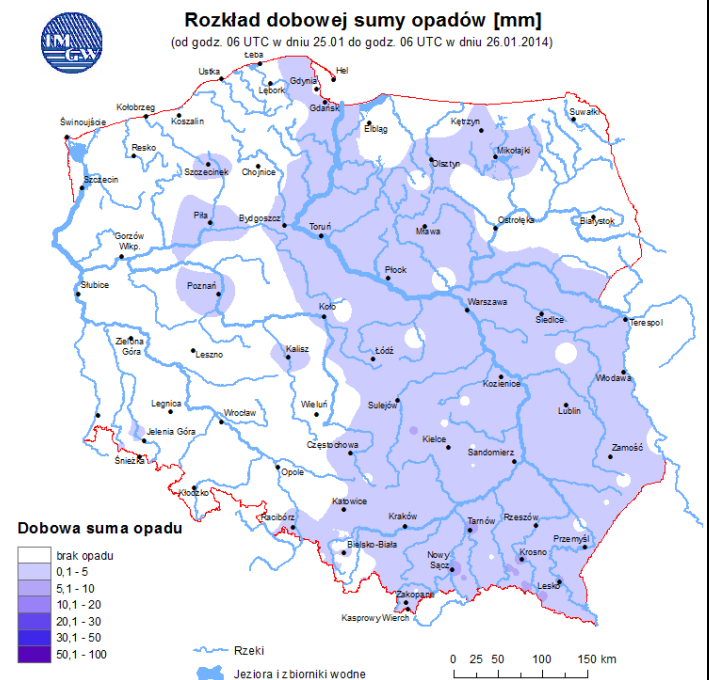 Rozkład dobowej sumy opadów [mm]
(od godz. 06 UTC w dniu 25.01 do godz. 06 UTC w dniu 26.01.2014)
IM
GW
Łeba
Ustka
Hel
Gdynia
Lębork
Gdańsk
Kołobrzeg
Koszalin
Świnoujście
Elbląg
Kętrzyn
Suwałki
Resko
Mikołajki
Olsztyn
Szczecinek
Chojnice
Szczecin
Piła
Bydgoszcz
Toruń
Mława
Ostrołęka
Białystok
Gorzów
Wlkp.
Płock
Słubice
Poznań
Koło
Warszawa
Siedlce
Terespol
Zielona
Góra
Leszno
Kalisz
Łódź
Kozienice
Włodawa
Legnica
Wrocław
Wieluń
Sulejów
Lublin
Jelenia Góra
Częstochowa
Kielce
Sandomierz
Zamość
Śnieżka
Opole
Kłodzko
Katowice
Racibórz
Kraków
Tarnów
Rzeszów
Przemyśl
Bielsko-Biała
Nowy
Sącz
Krosno
Lesko
Zakopane
Kasprowy Wierch
Dobowa suma opadu
brak opadu
0,1 - 5
5,1 - 10
10,1 - 20
20,1 - 30
30,1 - 50
50,1 - 100
Rzeki
Jeziora i zbiorniki wodne
0 25 50 100 150 km